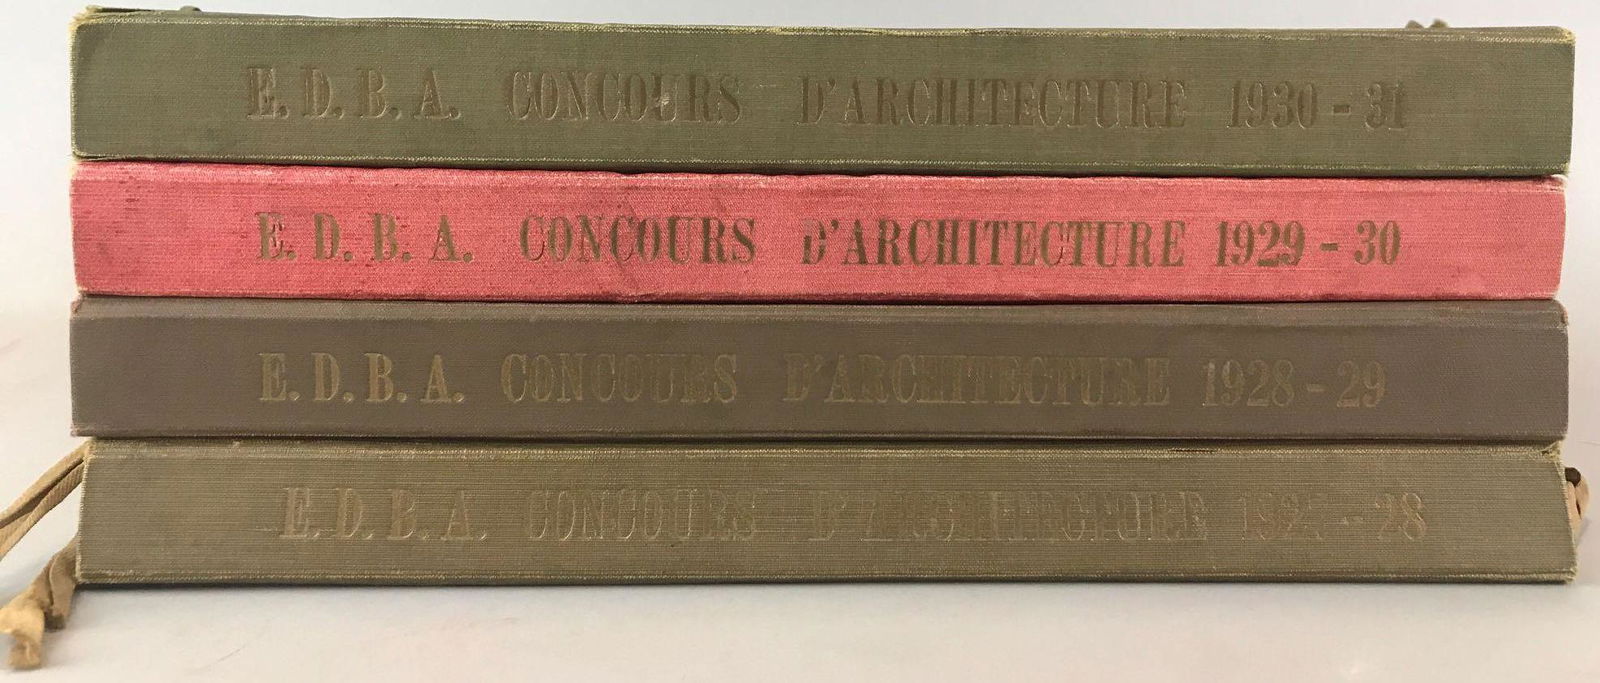 E. D. B. A. CONCOURS D'ARCHITECTURE 1930 - 31
E. D. B. A. CONCOURS D'ARCHITECTURE 1929 - 30
E. D. B. A. CONCOURS D'ARCHITECTURE 1928 - 29
E. D. B. A. CONCOURS D'ARCHITECTURE - 28